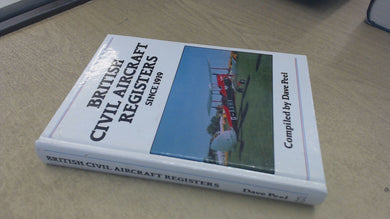 BRITISH
CIVIL AIRCRAFT
REGISTERS
SINCE 1919
Compiled by Dave Peel
BRITISH CIVIL AIRCRAFT REGISTERS
Dave Peel